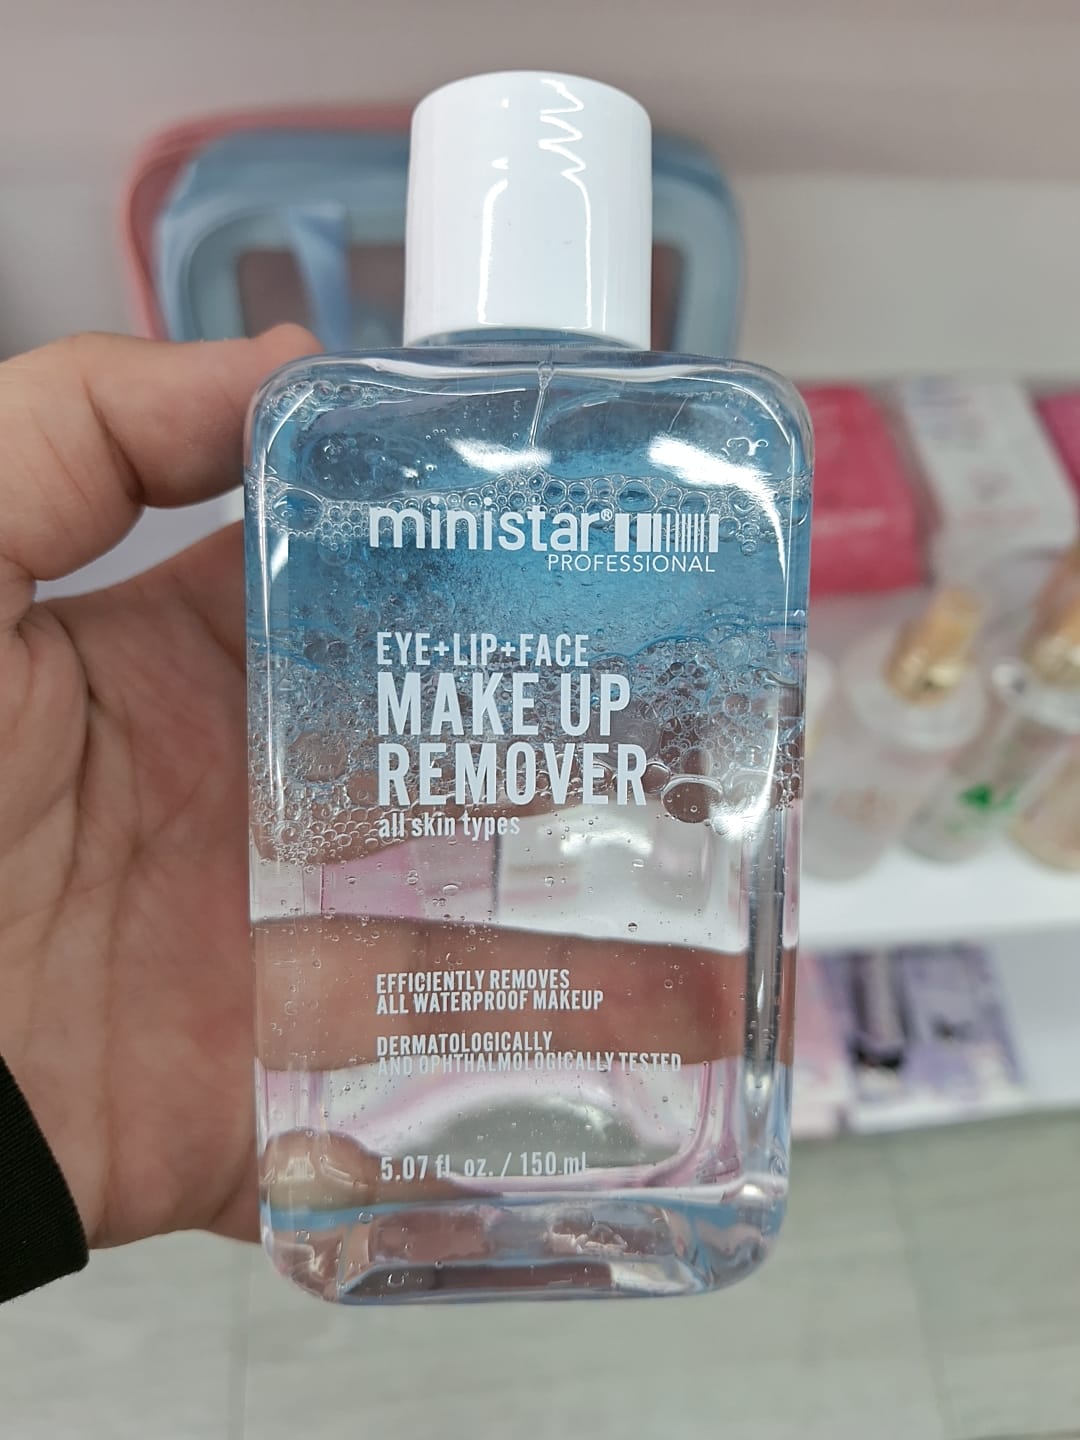 ministar®
PROFESSIONAL
EYE+LIP+FACE
MAKE UP
REMOVER
all skin types
EFFICIENTLY REMOVES
ALL WATERPROOF MAKEUP
DERMATOLOGICALLY
AND OPHTHALMOLOGICALLY TESTED
5.07 fl. oz. / 150 ml